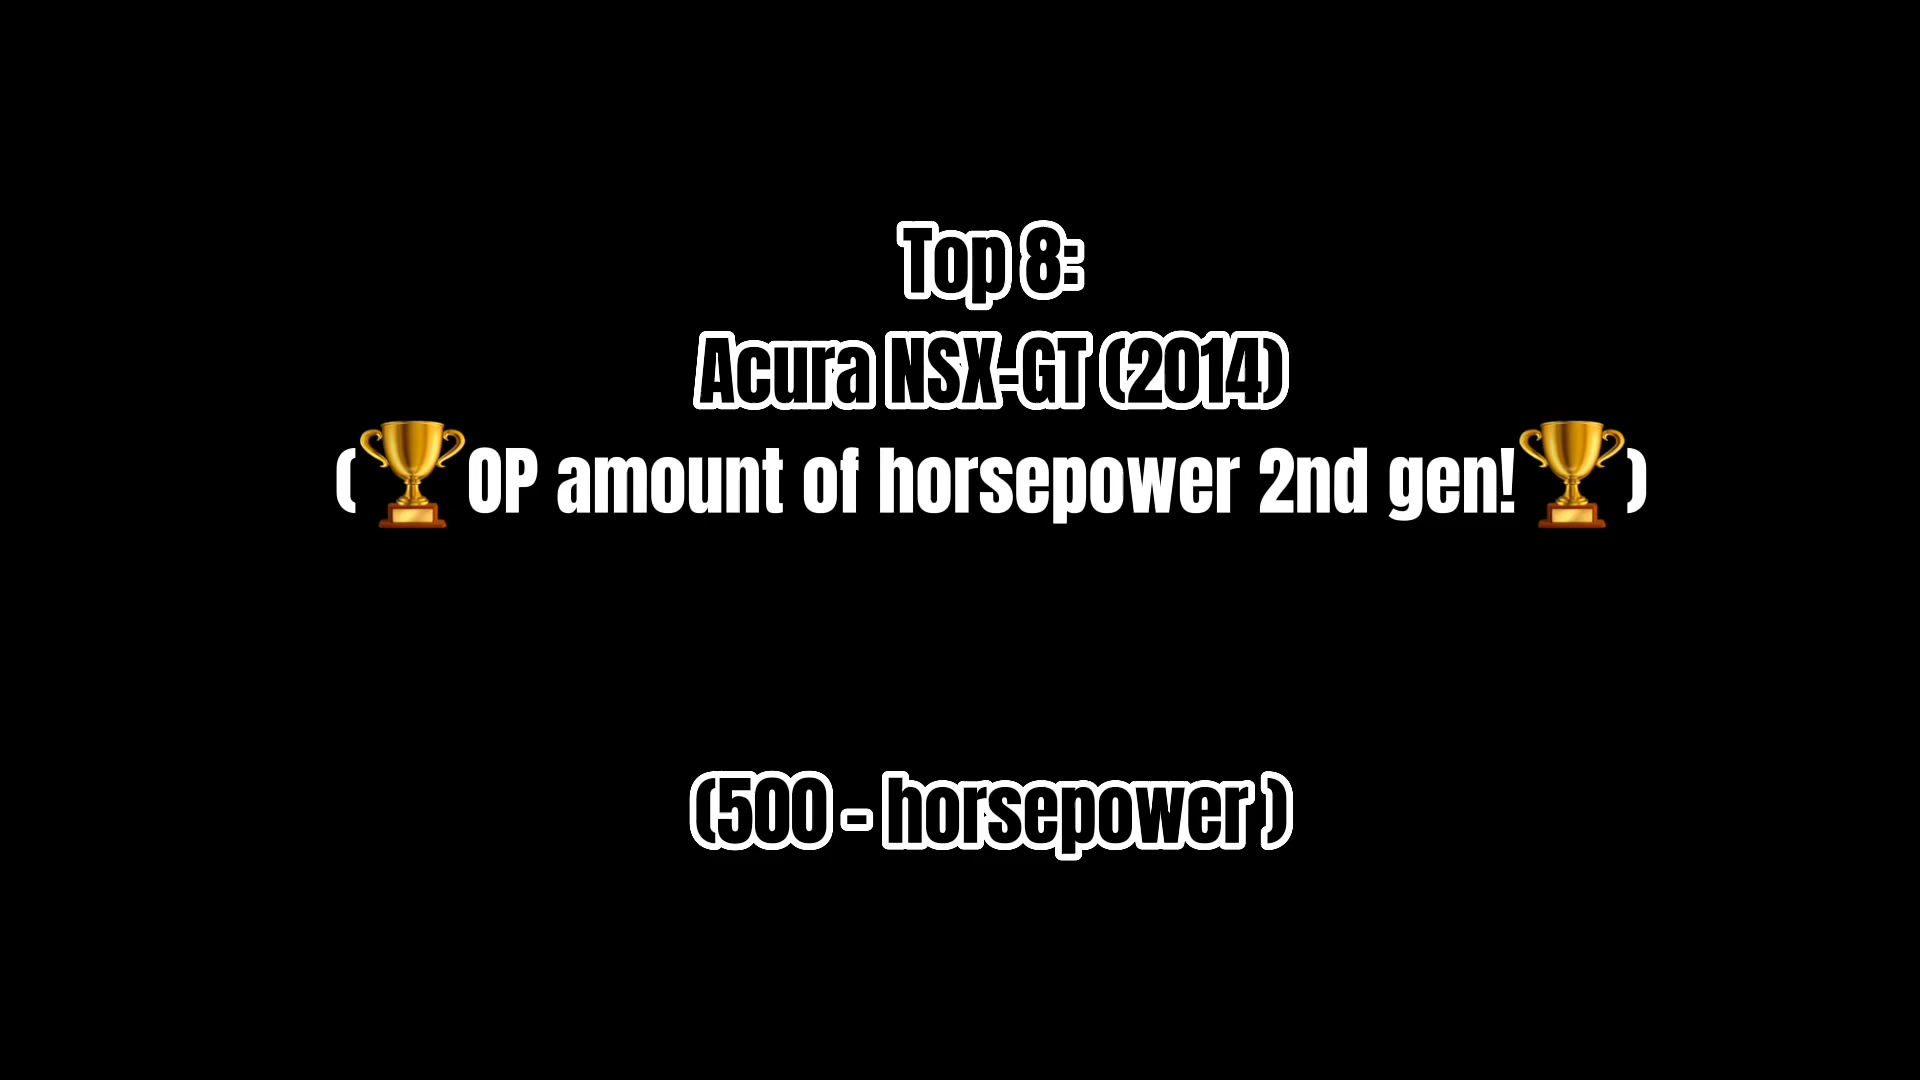 Top 8:
Acura NSX-GT (2014)
(🏆OP amount of horsepower 2nd gen!🏆)
(500 - horsepower )